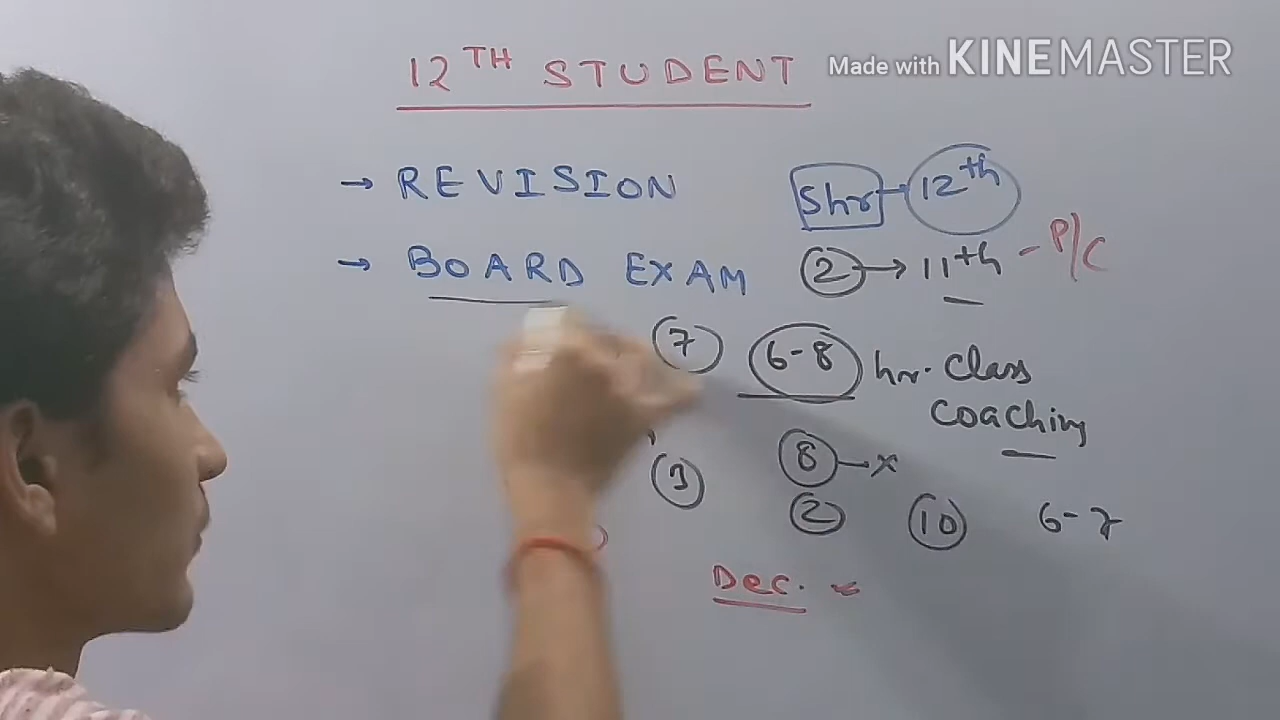 12TH STUDENT
Made with KINEMASTER
→ REVISION
5hr → 12th
→ BOARD EXAM
2 → 11th - P/C
7 6-8 hr. Class
Coaching
8 - x
2 10 6-7
Dec.